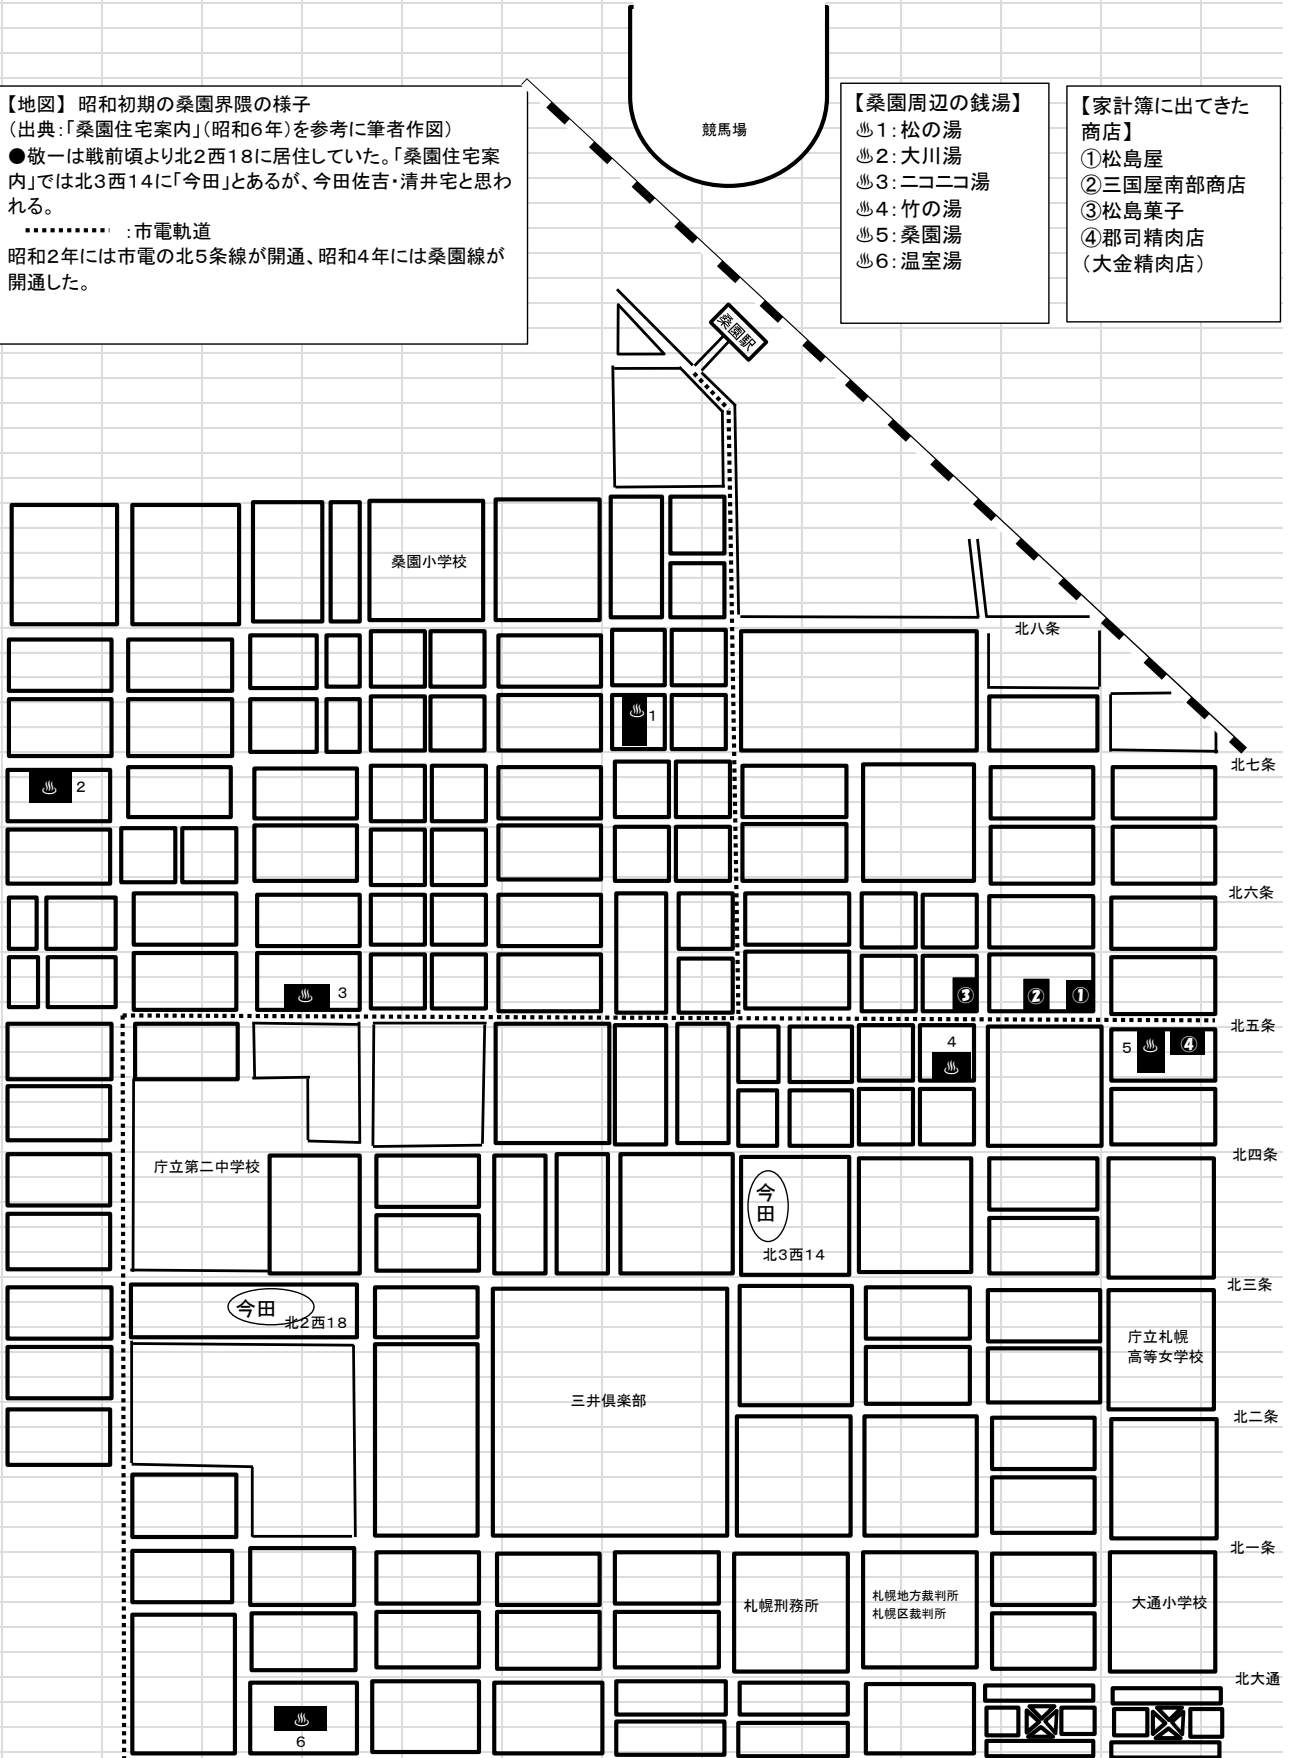 【地図】 昭和初期の桑園界隈の様子
(出典:「桑園住宅案内」(昭和6年)を参考に筆者作図)
●敬一は戦前頃より北2西18に居住していた。「桑園住宅案
内」では北3西14に「今田」とあるが、今田佐吉・清井宅と思わ
れる。
:市電軌道
昭和2年には市電の北5条線が開通、昭和4年には桑園線が
開通した。
競馬場
【桑園周辺の銭湯】
♨1:松の湯
♨2:大川湯
♨3:ニコニコ湯
♨4:竹の湯
♨5:桑園湯
♨6:温室湯
【家計簿に出てきた
商店】
①松島屋
②三国屋南部商店
③松島菓子
④郡司精肉店
(大金精肉店)
桑園駅
桑園小学校
北八条
♨ 1
北七条
♨ 2
北六条
♨ 3
③
②
①
北五条
4
♨
5 ♨ ④
北四条
庁立第二中学校
今
田
北3西14
北三条
今田
北2西18
庁立札幌
高等女学校
三井倶楽部
北二条
北一条
札幌刑務所
札幌地方裁判所
札幌区裁判所
大通小学校
北大通
♨
6